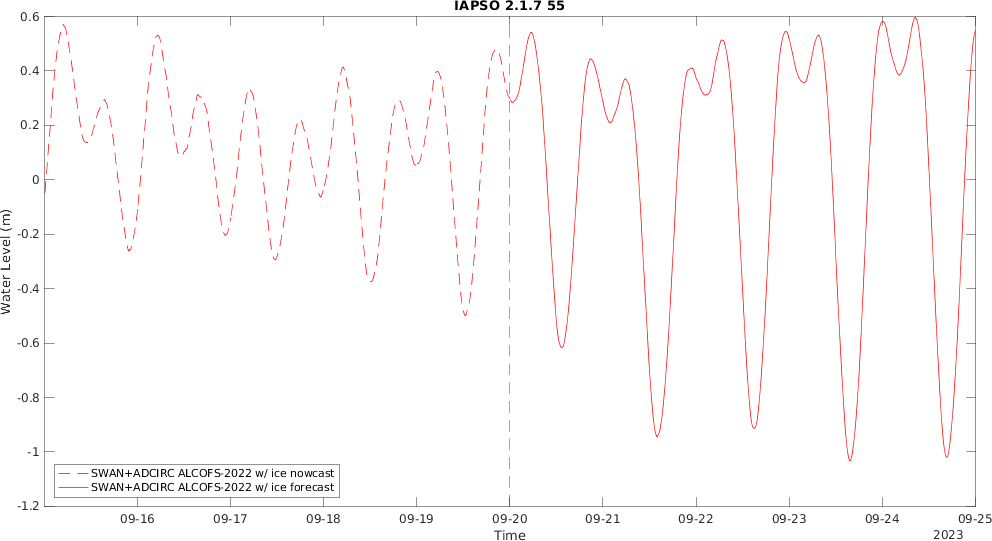 IAPSO 2.1.7 55
0.6
0.4
0.2
0
-0.2
-0.4
-0.6
-0.8
-1
-1.2
Water Level (m)
SWAN+ADCIRC ALCOFS-2022 w/ ice nowcast
SWAN+ADCIRC ALCOFS-2022 w/ ice forecast
09-16 09-17 09-18 09-19 09-20 09-21 09-22 09-23 09-24 09-25
Time
2023